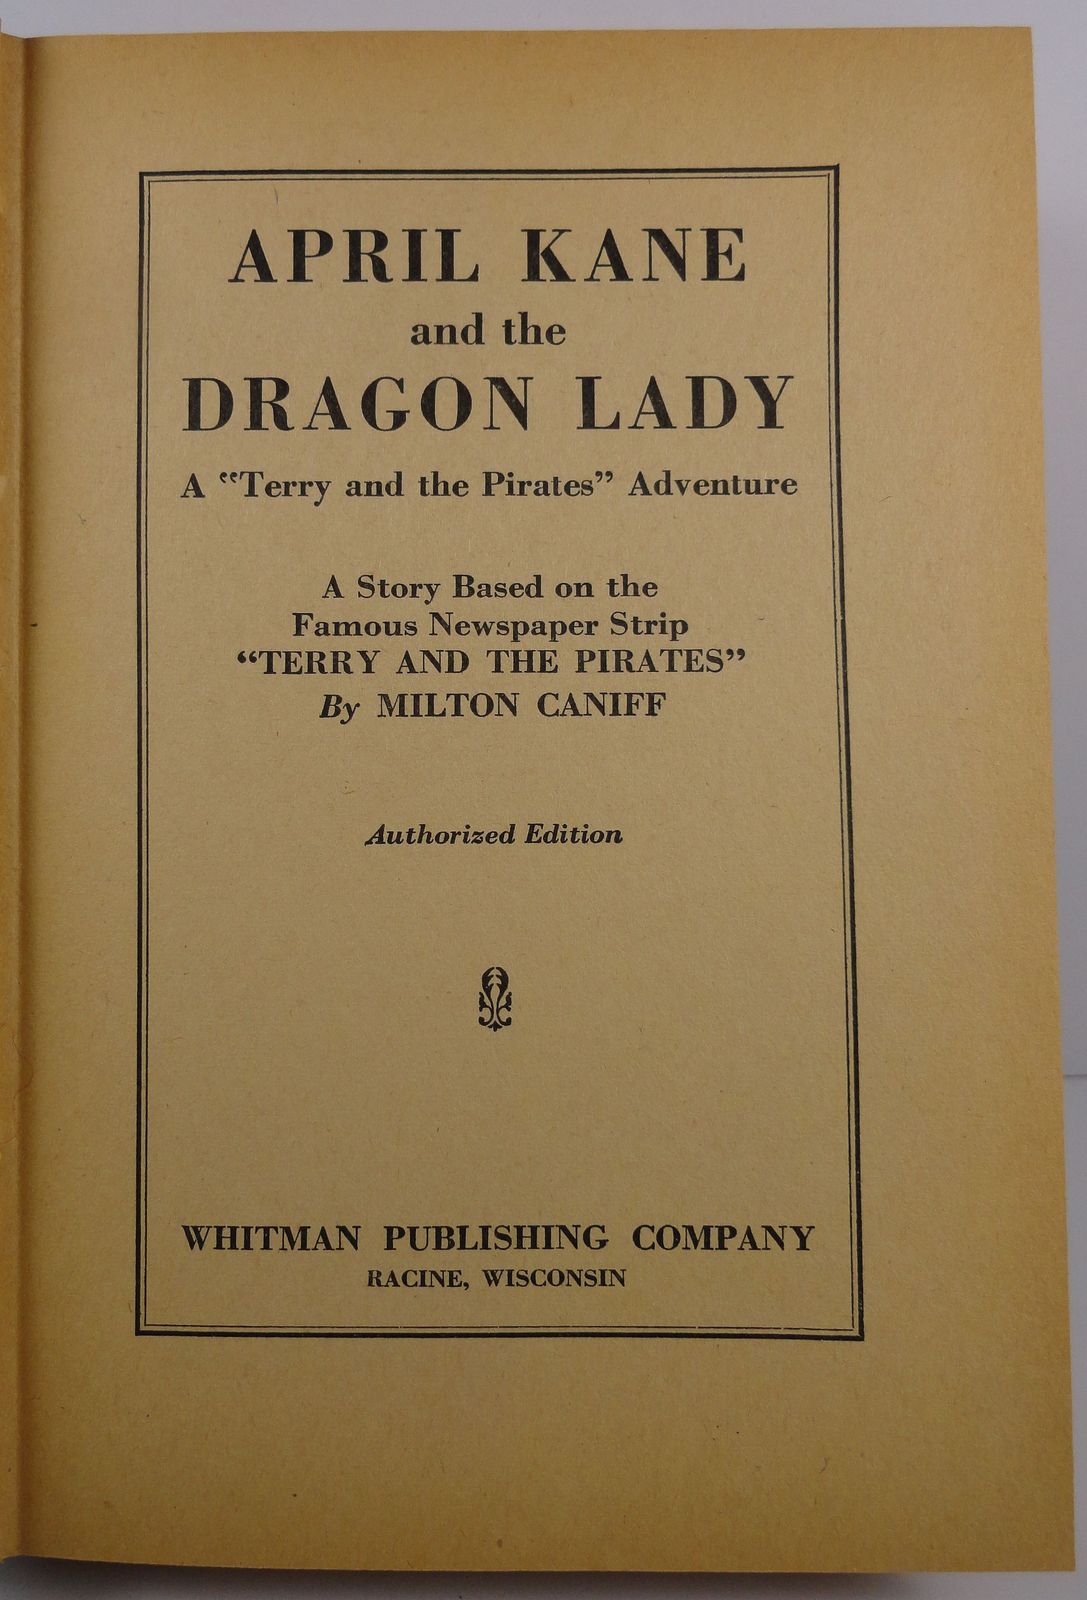 APRIL KANE
and the
DRAGON LADY
A “Terry and the Pirates” Adventure
A Story Based on the
Famous Newspaper Strip
“TERRY AND THE PIRATES”
By MILTON CANIFF
Authorized Edition
WHITMAN PUBLISHING COMPANY
RACINE, WISCONSIN